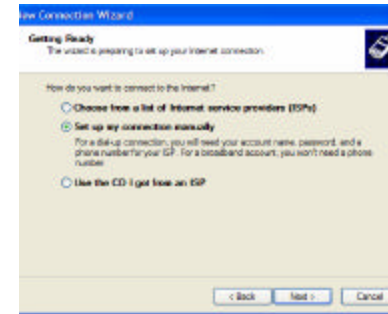 New Connection Wizard
Getting Ready
The wizard is preparing to set up your Internet connection.
How do you want to connect to the Internet?
Choose from a list of Internet service providers (ISPs)
Set up my connection manually
For a dial-up connection, you will need your account name, password, and a
phone number for your ISP. For a broadband account, you won't need a phone
number.
Use the CD I got from an ISP
< Back Next > Cancel